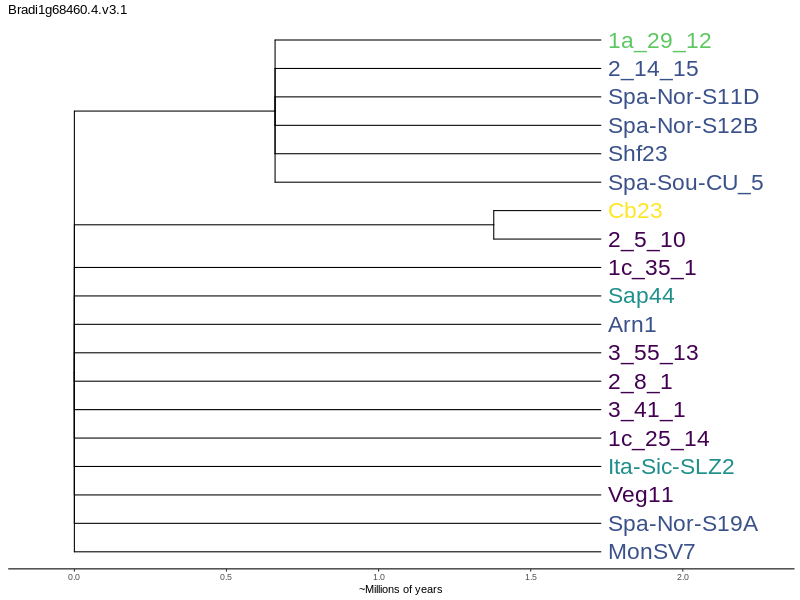 Bradi1g68460.4.v3.1
1a_29_12
2_14_15
Spa-Nor-S11D
Spa-Nor-S12B
Shf23
Spa-Sou-CU_5
Cb23
2_5_10
1c_35_1
Sap44
Arn1
3_55_13
2_8_1
3_41_1
1c_25_14
Ita-Sic-SLZ2
Veg11
Spa-Nor-S19A
MonSV7
0.0 0.5 1.0 1.5 2.0
~Millions of years